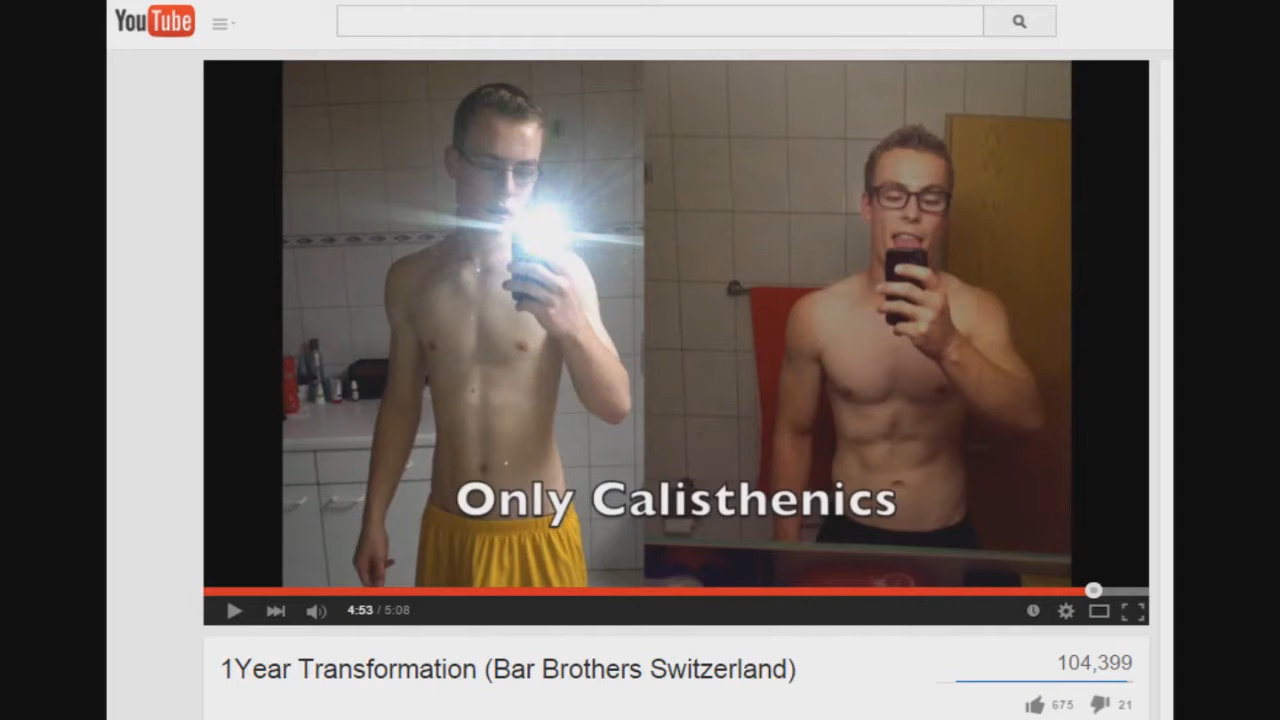 YouTube
Only Calisthenics
4:53 / 5:08
1Year Transformation (Bar Brothers Switzerland)
104,399
675 21